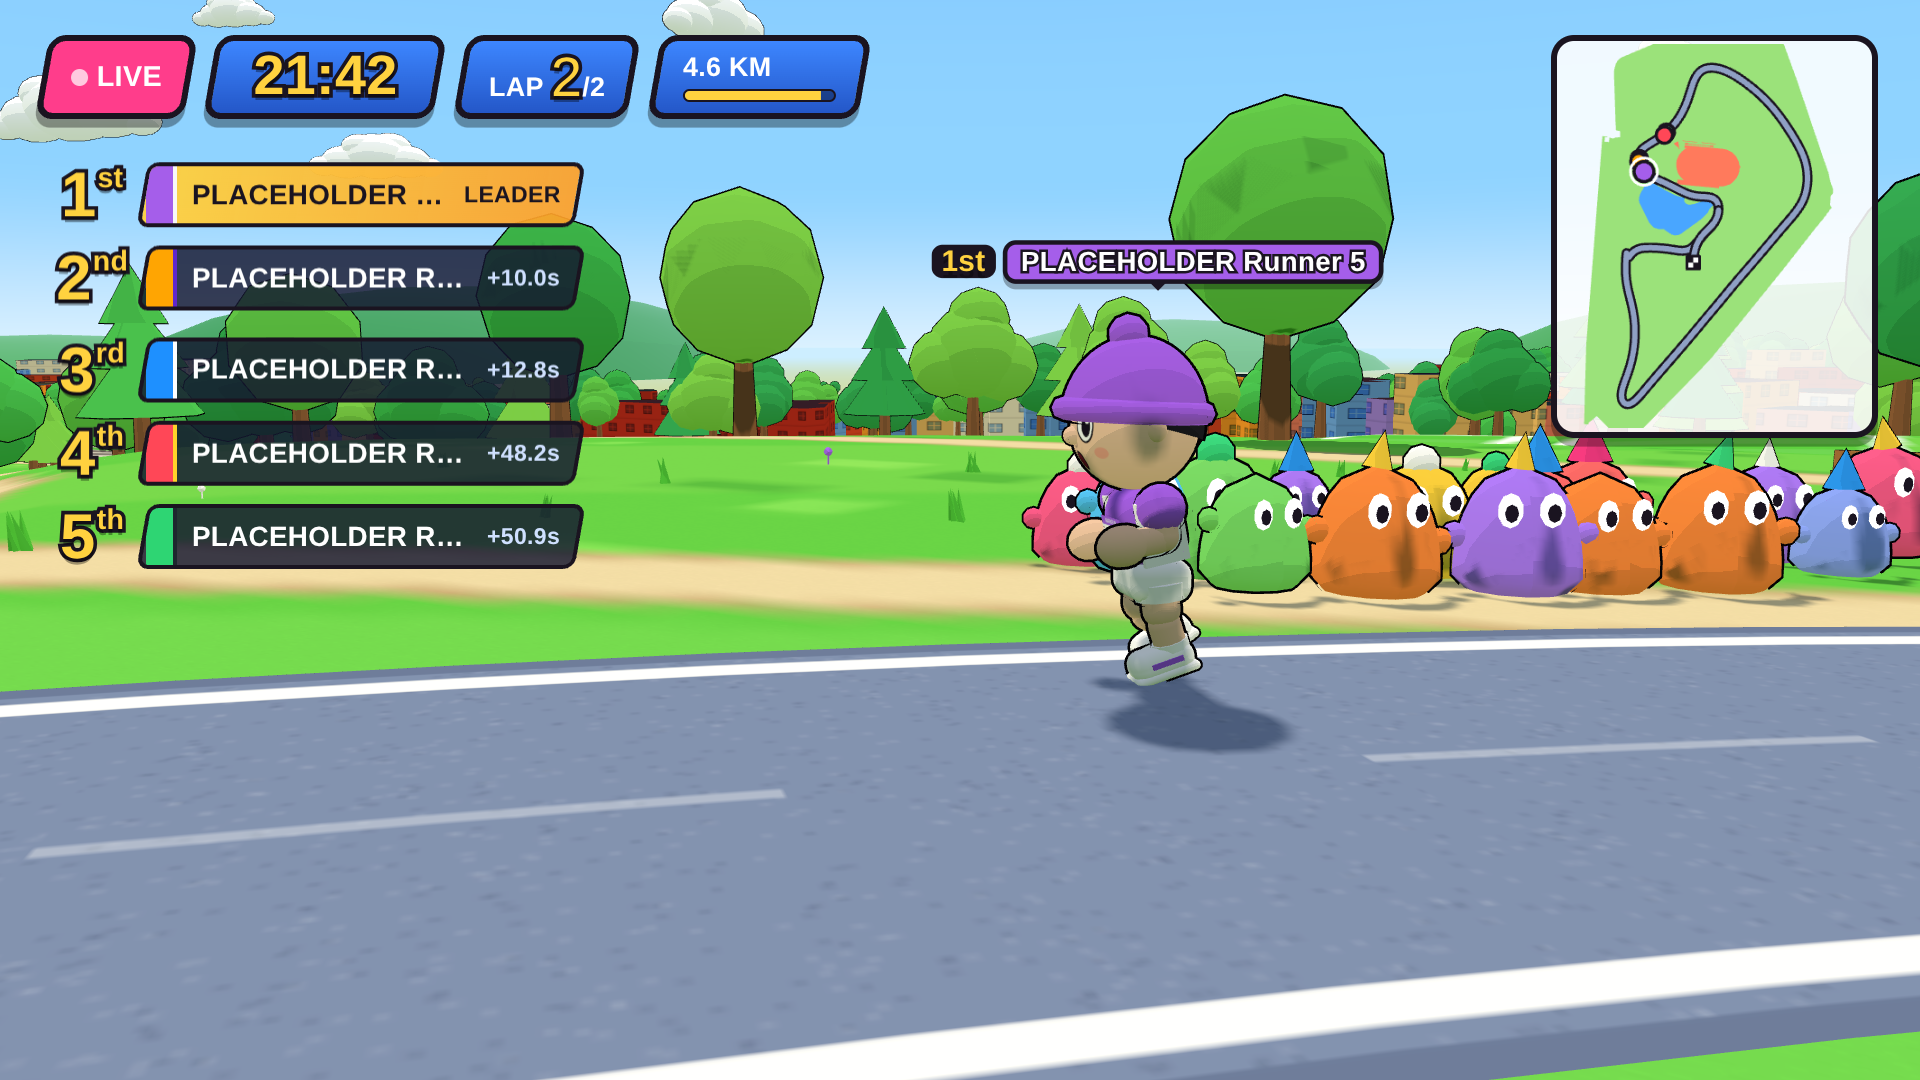 LIVE
21:42
LAP 2/2
4.6 KM
1st PLACEHOLDER ... LEADER
2nd PLACEHOLDER R... +10.0s
3rd PLACEHOLDER R... +12.8s
4th PLACEHOLDER R... +48.2s
5th PLACEHOLDER R... +50.9s
1st PLACEHOLDER Runner 5